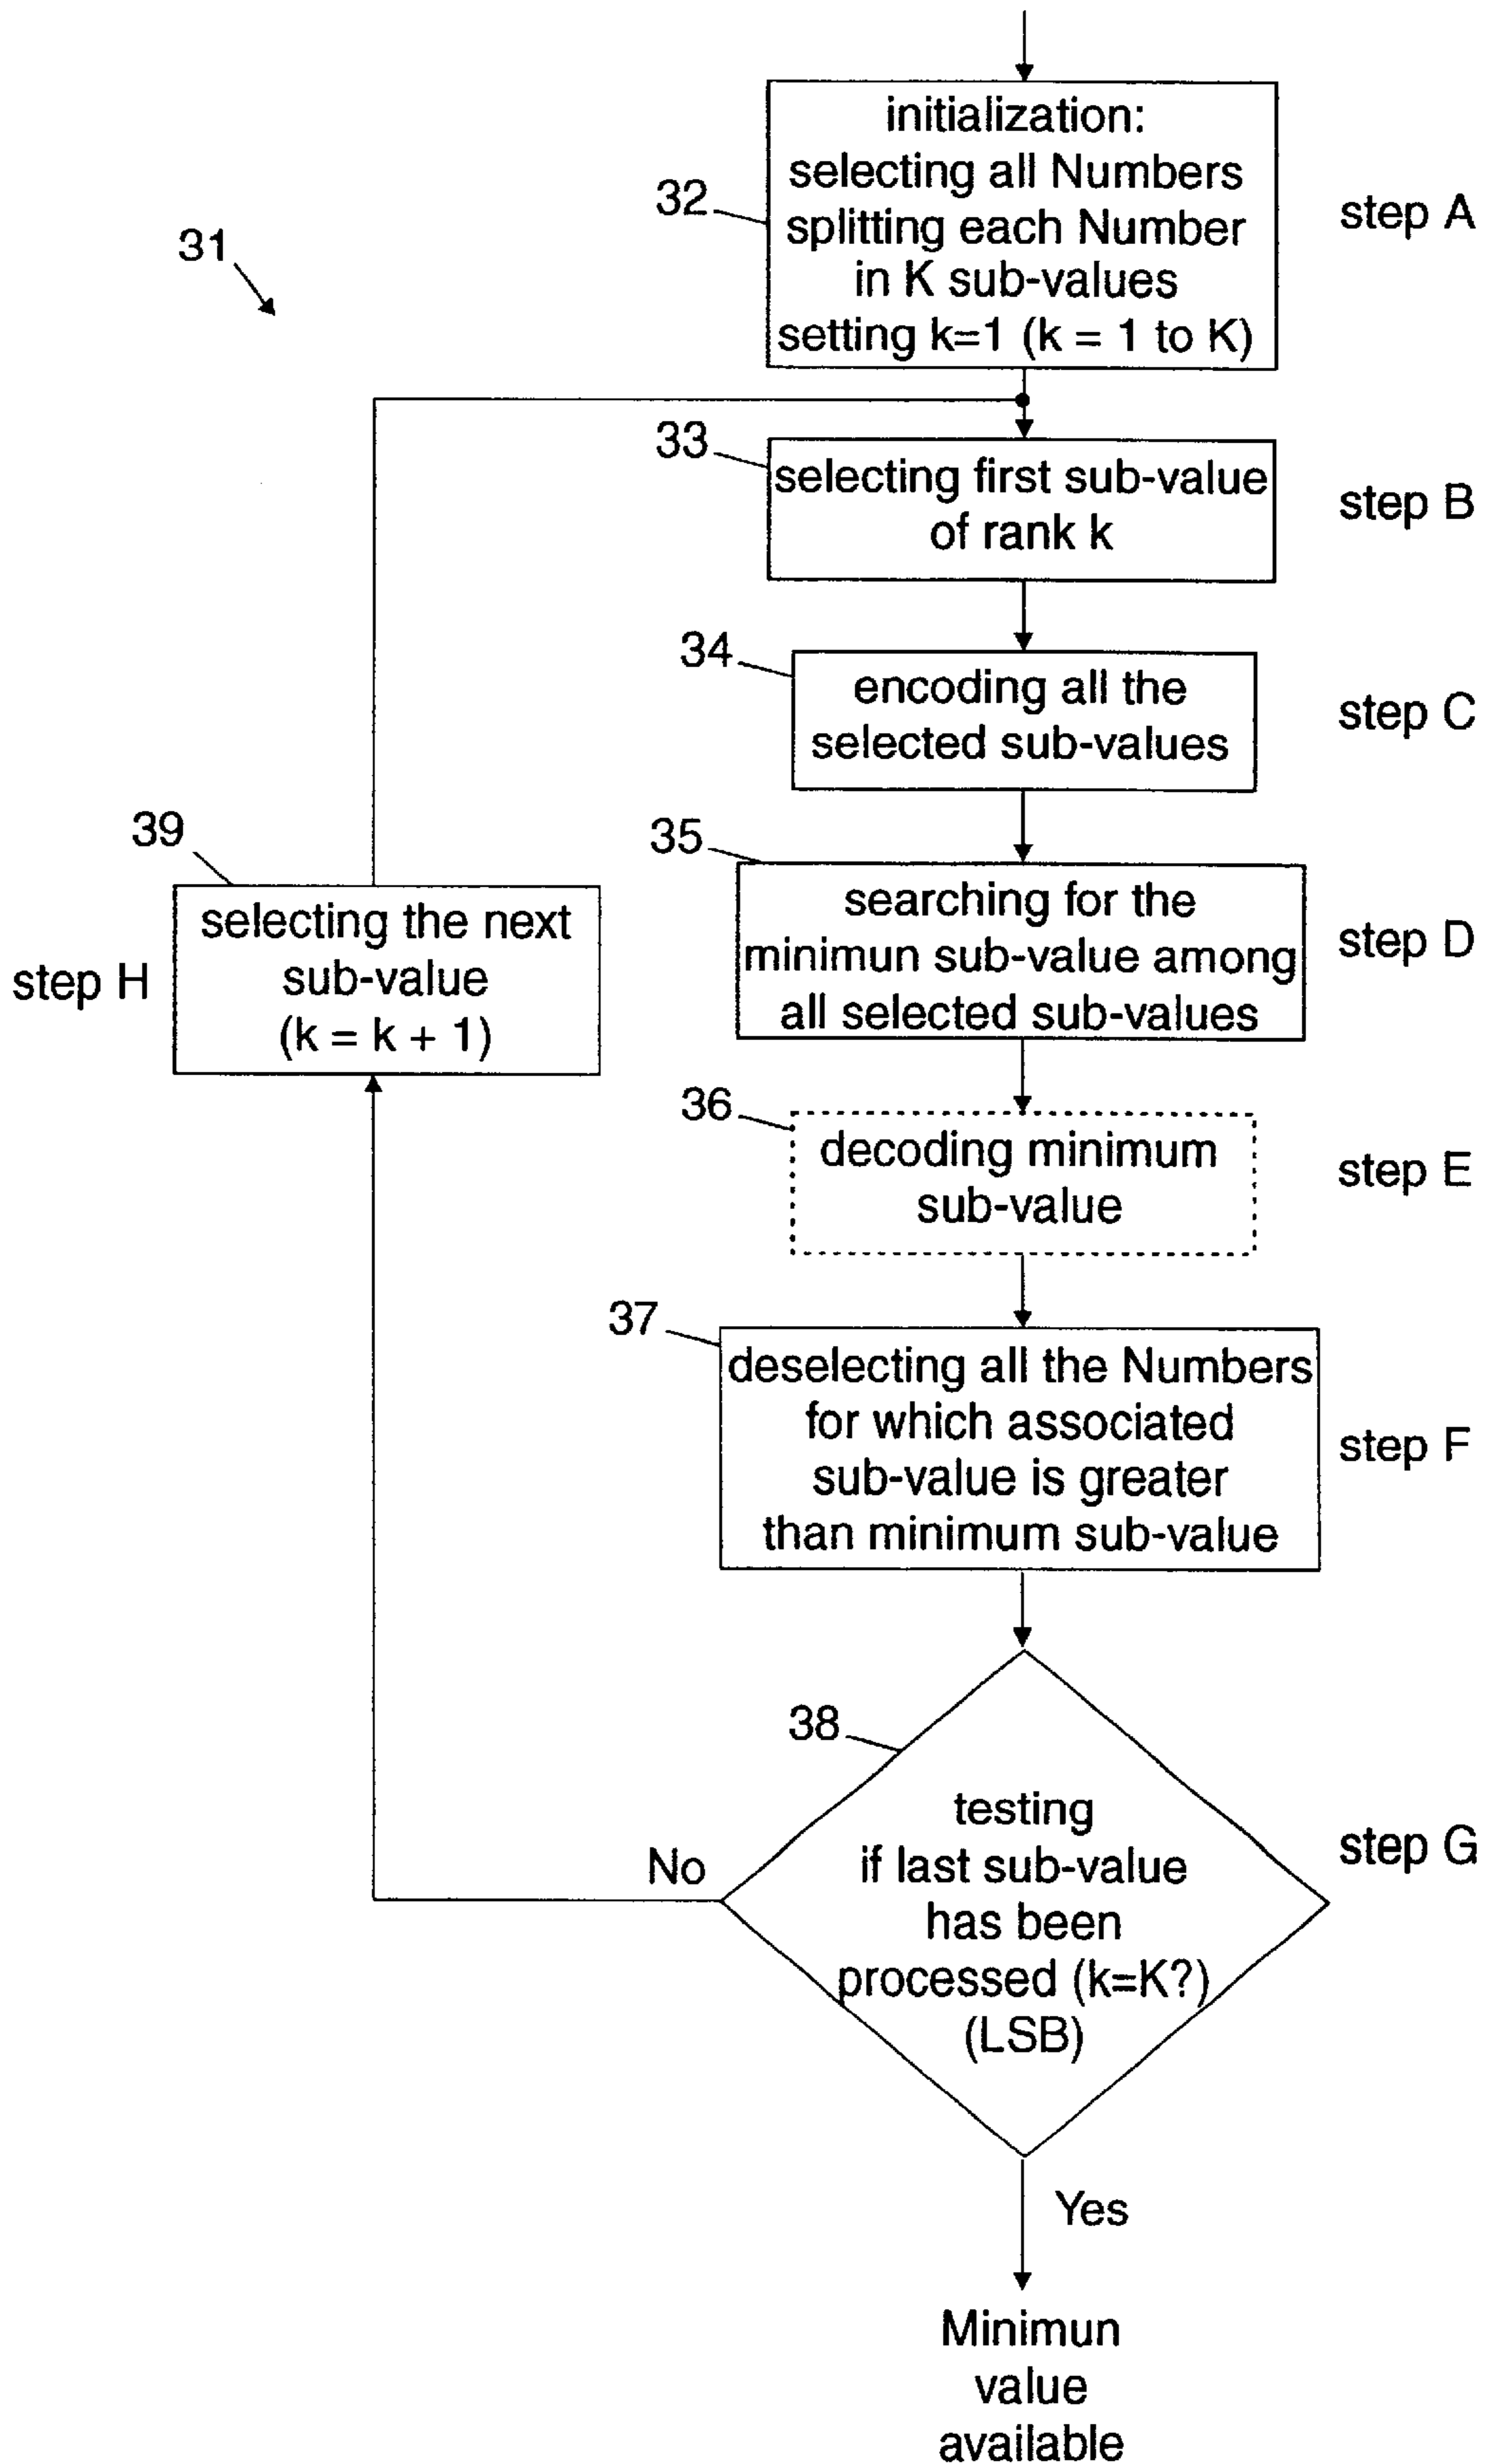 initialization:
selecting all Numbers
splitting each Number
in K sub-values
setting k=1 (k = 1 to K)
32
step A
31
33
selecting first sub-value
of rank k
step B
34
encoding all the
selected sub-values
step C
35
searching for the
minimun sub-value among
all selected sub-values
step D
39
selecting the next
sub-value
(k = k + 1)
step H
36
decoding minimum
sub-value
step E
37
deselecting all the Numbers
for which associated
sub-value is greater
than minimum sub-value
step F
38
testing
if last sub-value
has been
processed (k=K?)
(LSB)
step G
No
Yes
Minimun
value
available